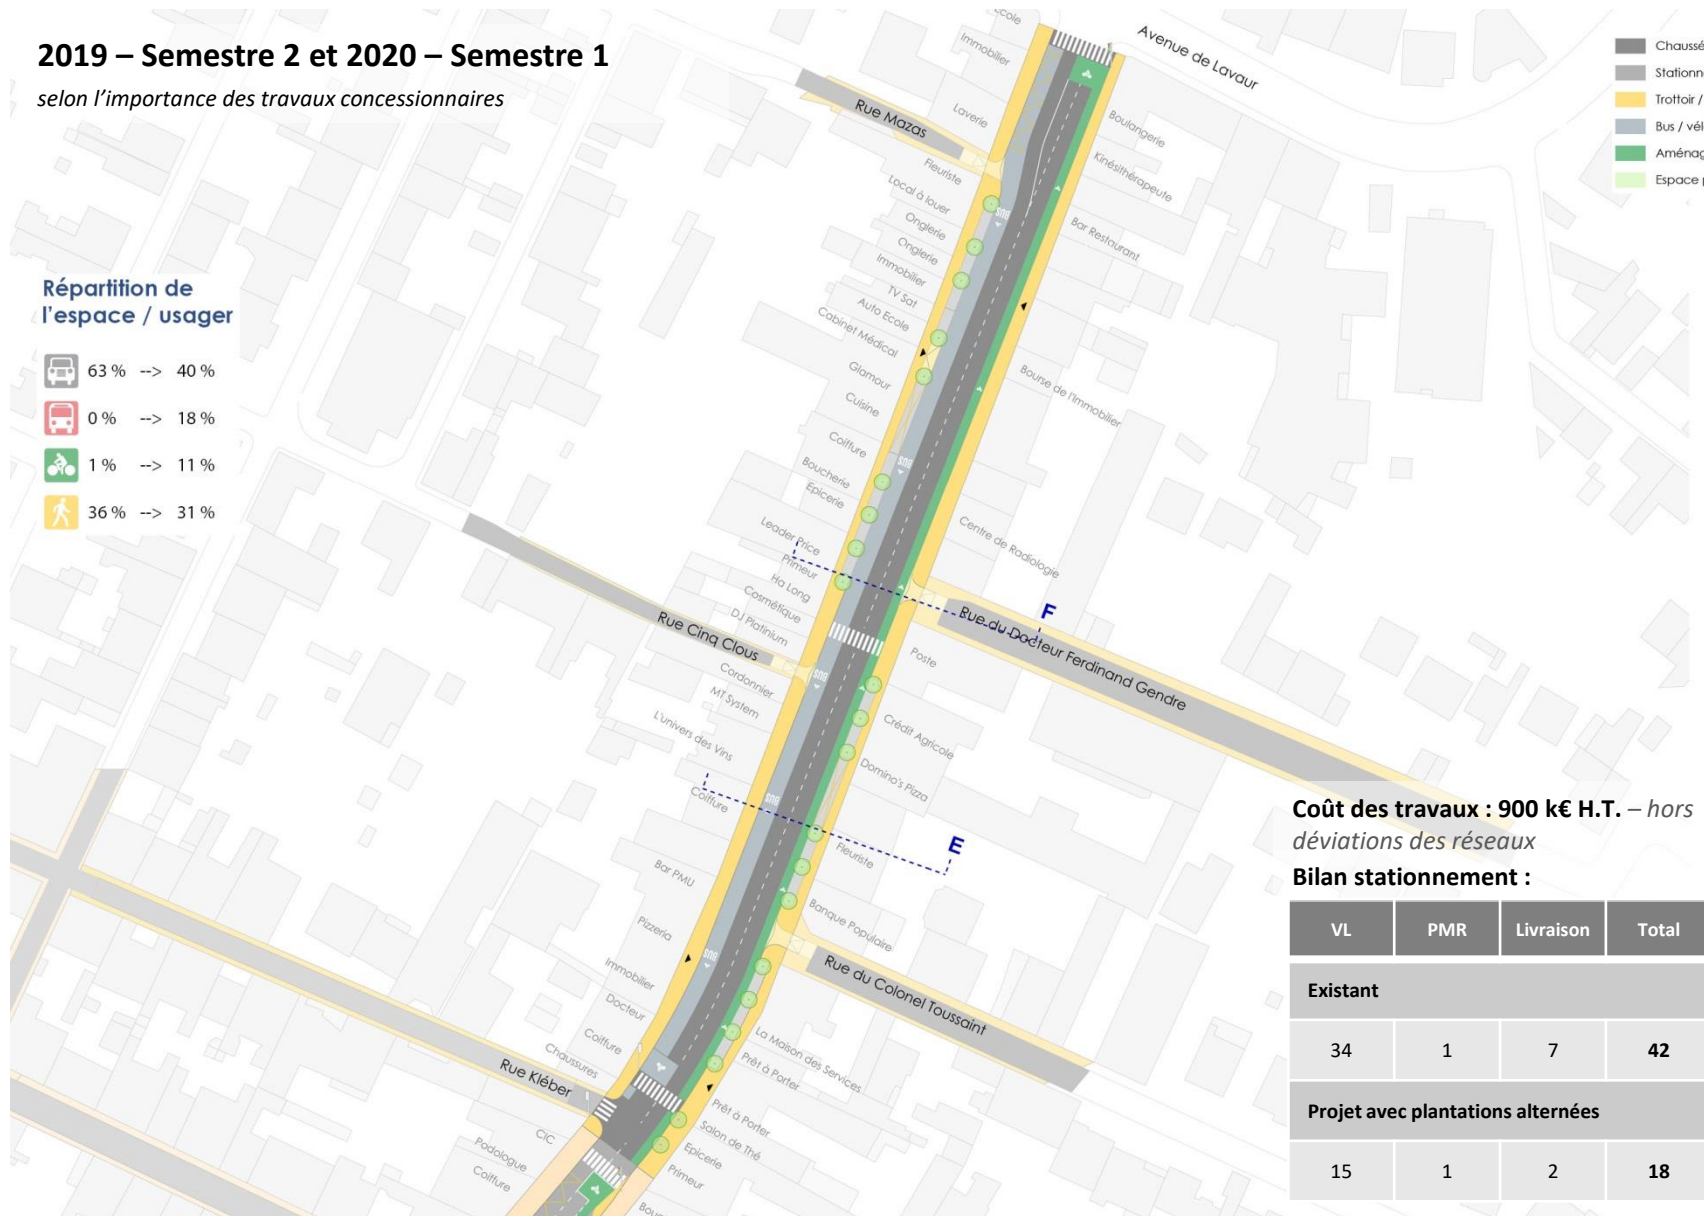 2019 – Semestre 2 et 2020 – Semestre 1
selon l'importance des travaux concessionnaires
Répartition de
l'espace / usager
63 % --> 40 %
0 % --> 18 %
1 % --> 11 %
36 % --> 31 %
Avenue de Lavaur
Chaussé
Stationn
Trottoir /
Bus / vél
Aménag
Espace p
Ecole
Immobilier
Laverie
Rue Mazas
Fleuriste
Local à louer
Onglerie
Onglerie
Immobilier
TV Sat
Auto Ecole
Cabinet Médical
Glamour
Cuisine
Coiffure
Boucherie
Epicerie
Leader Price
Primeur
Ha Long
Cosmétique
DJ Platinium
Rue Cinq Clous
Cordonnier
MT System
L'univers des Vins
Coiffure
Bar PMU
Pizzeria
Immobilier
Docteur
Coiffure
Chaussures
Rue Kléber
CIC
Podologue
Coiffure
Boulangerie
Kinésithérapeute
Bar Restaurant
Bourse de l'Immobilier
Centre de Radiologie
F
Rue du Docteur Ferdinand Gendre
Poste
Crédit Agricole
Domino's Pizza
E
Fleuriste
Banque Populaire
Rue du Colonel Toussaint
La Maison des Services
Prêt à Porter
Prêt à Porter
Salon de Thé
Epicerie
Primeur
BUS
BUS
BUS
BUS
BUS
Coût des travaux : 900 k€ H.T. – hors
déviations des réseaux
Bilan stationnement :
VL PMR Livraison Total
Existant
34 1 7 42
Projet avec plantations alternées
15 1 2 18